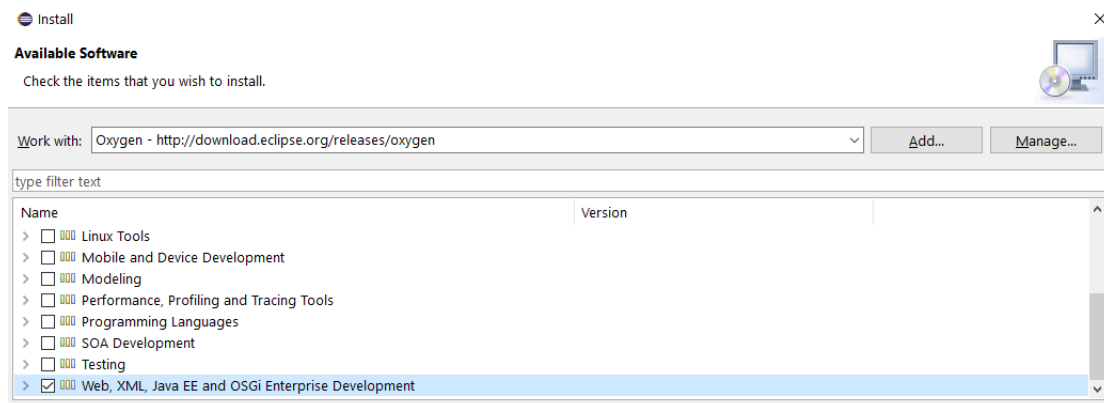 Install
Available Software
Check the items that you wish to install.
Work with: Oxygen - http://download.eclipse.org/releases/oxygen Add... Manage...
type filter text
Name Version
Linux Tools
Mobile and Device Development
Modeling
Performance, Profiling and Tracing Tools
Programming Languages
SOA Development
Testing
Web, XML, Java EE and OSGi Enterprise Development